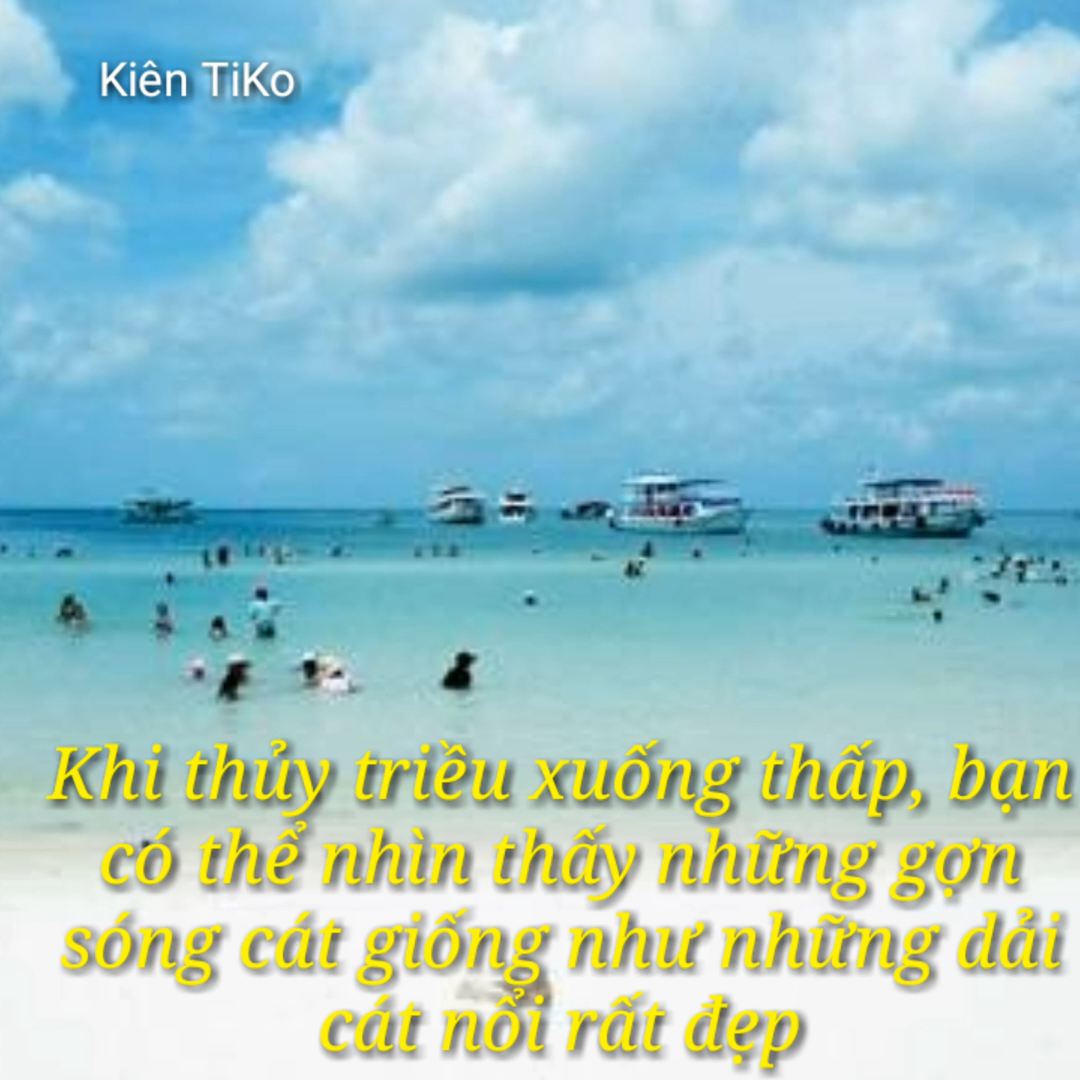 Kiên TiKo
Khi thủy triều xuống thấp, bạn
có thể nhìn thấy những gợn
sóng cát giống như những dải
cát nổi rất đẹp